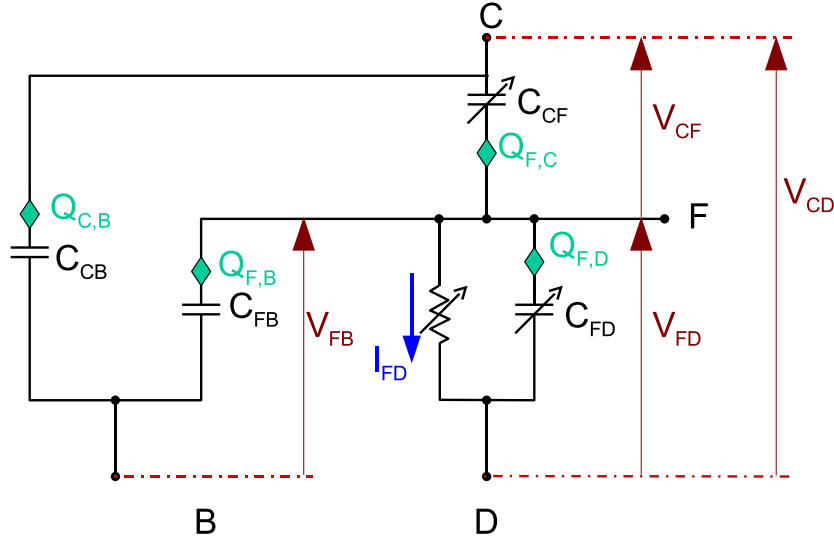 C
C_CF
V_CF
Q_F,C
V_CD
Q_C,B
F
C_CB
Q_F,B
Q_F,D
C_FB
V_FB
C_FD
V_FD
I_FD
B
D